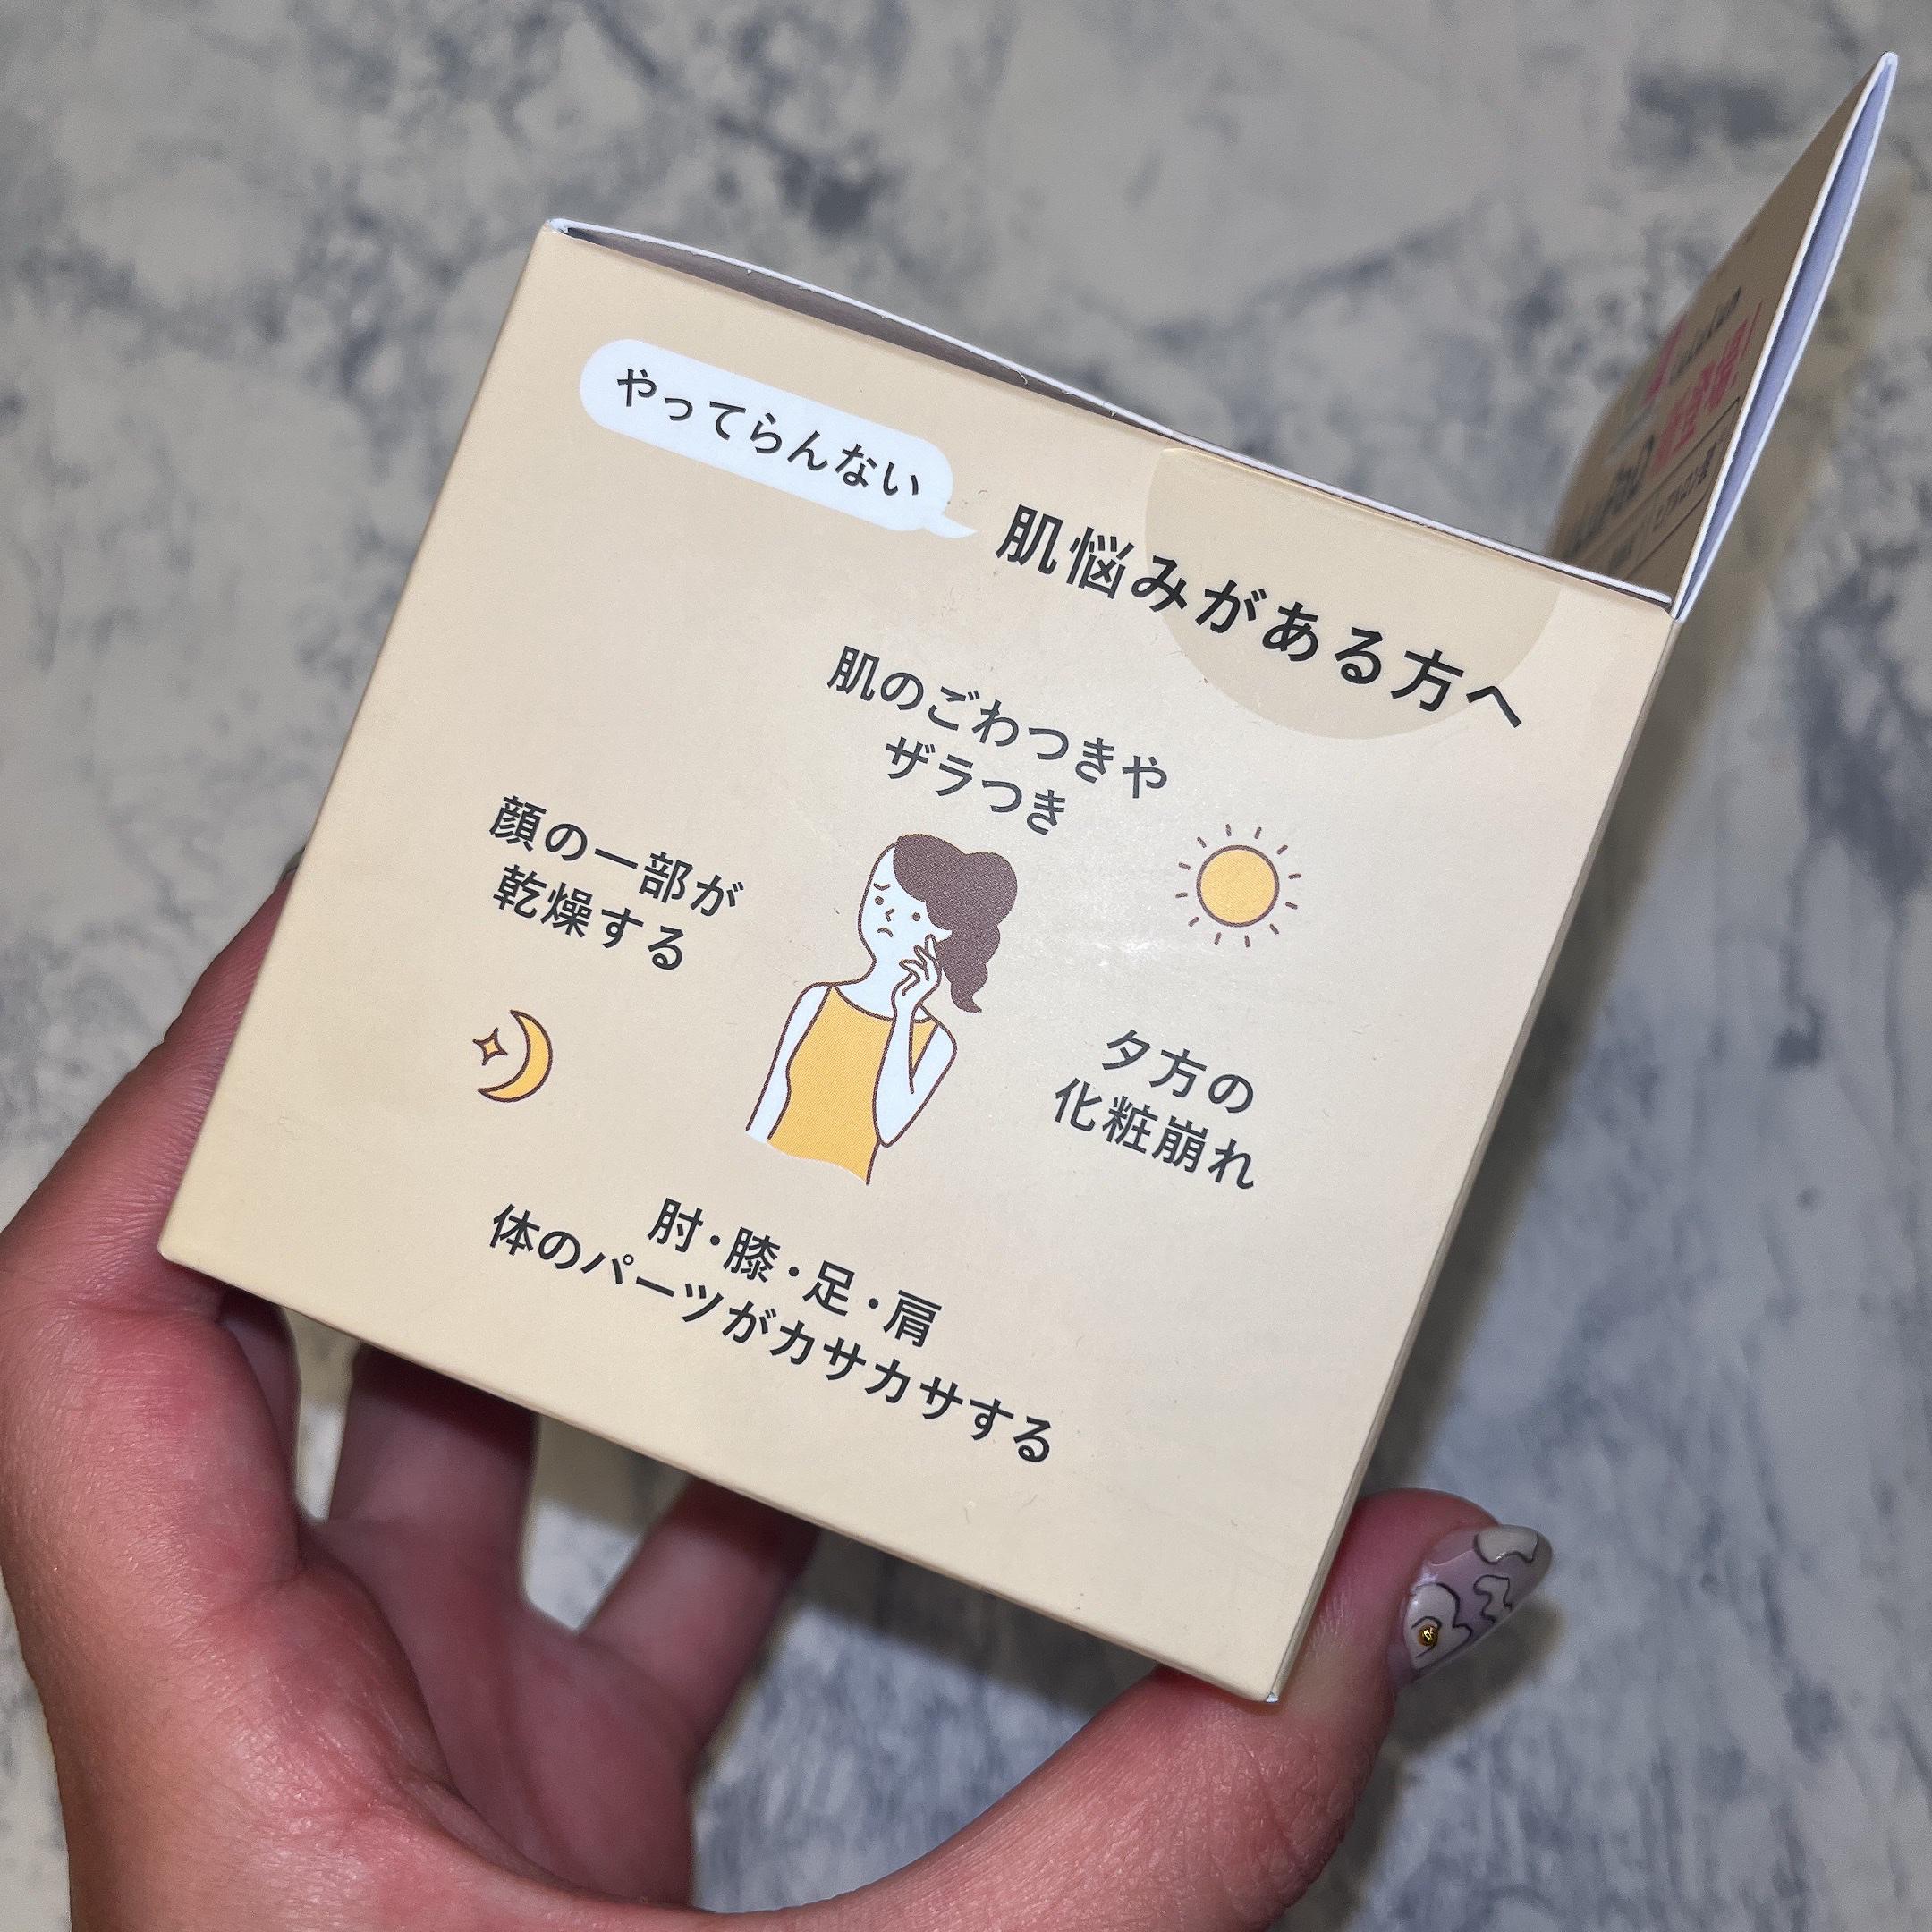 やってらんない
肌悩みがある方へ
肌のごわつきや
ザラつき
顔の一部が
乾燥する
夕方の
化粧崩れ
肘・膝・足・肩
体のパーツがカサカサする